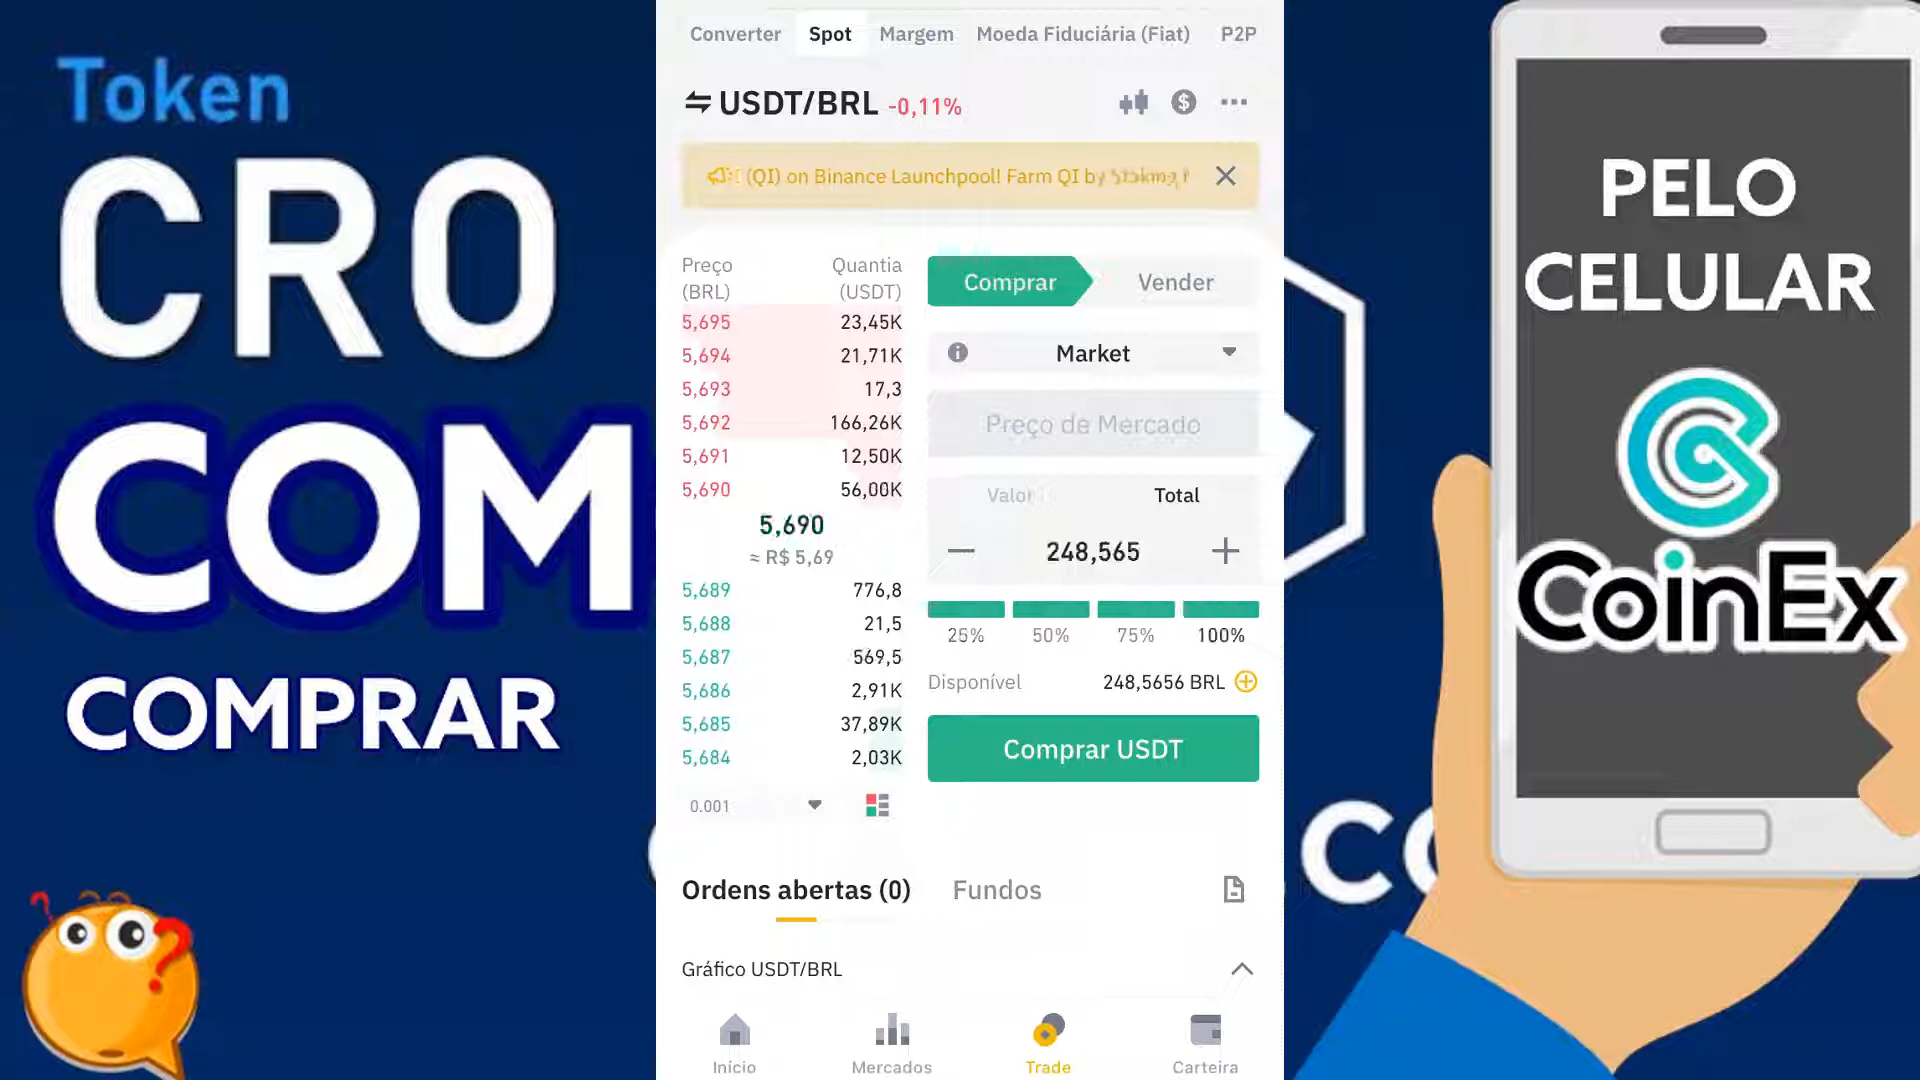 Token
CRO
COM
COMPRAR
Converter Spot Margem Moeda Fiduciária (Fiat) P2P
USDT/BRL -0,11%
(QI) on Binance Launchpool! Farm QI by Staking
Preço (BRL) Quantia (USDT)
5,695 23,45K
5,694 21,71K
5,693 17,3
5,692 166,26K
5,691 12,50K
5,690 56,00K
5,690
≈ R$ 5,69
5,689 776,8
5,688 21,5
5,687 569,5
5,686 2,91K
5,685 37,89K
5,684 2,03K
0.001
Comprar Vender
Market
Preço de Mercado
Valor Total
— 248,565 +
25% 50% 75% 100%
Disponível 248,5656 BRL
Comprar USDT
Ordens abertas (0) Fundos
Gráfico USDT/BRL
Início Mercados Trade Carteira
PELO
CELULAR
CoinEx